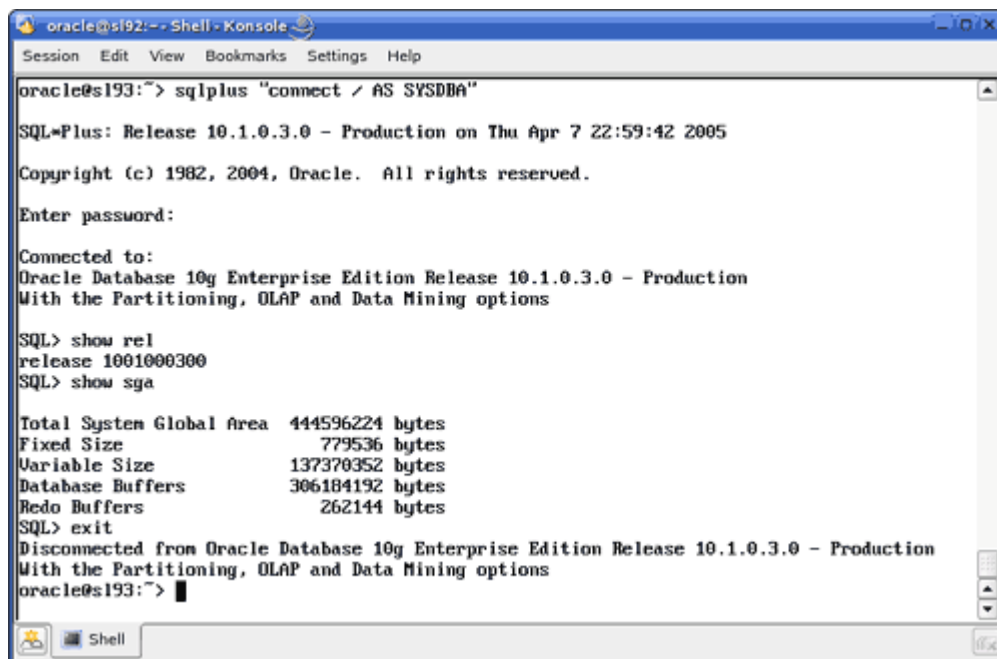 oracle@sl92:~ - Shell - Konsole
Session Edit View Bookmarks Settings Help
oracle@sl93:~> sqlplus "connect / AS SYSDBA"
SQL*Plus: Release 10.1.0.3.0 - Production on Thu Apr 7 22:59:42 2005
Copyright (c) 1982, 2004, Oracle.  All rights reserved.
Enter password:
Connected to:
Oracle Database 10g Enterprise Edition Release 10.1.0.3.0 - Production
With the Partitioning, OLAP and Data Mining options
SQL> show rel
release 1001000300
SQL> show sga
Total System Global Area  444596224 bytes
Fixed Size                   779536 bytes
Variable Size             137370352 bytes
Database Buffers          306184192 bytes
Redo Buffers                 262144 bytes
SQL> exit
Disconnected from Oracle Database 10g Enterprise Edition Release 10.1.0.3.0 - Production
With the Partitioning, OLAP and Data Mining options
oracle@sl93:~>
Shell